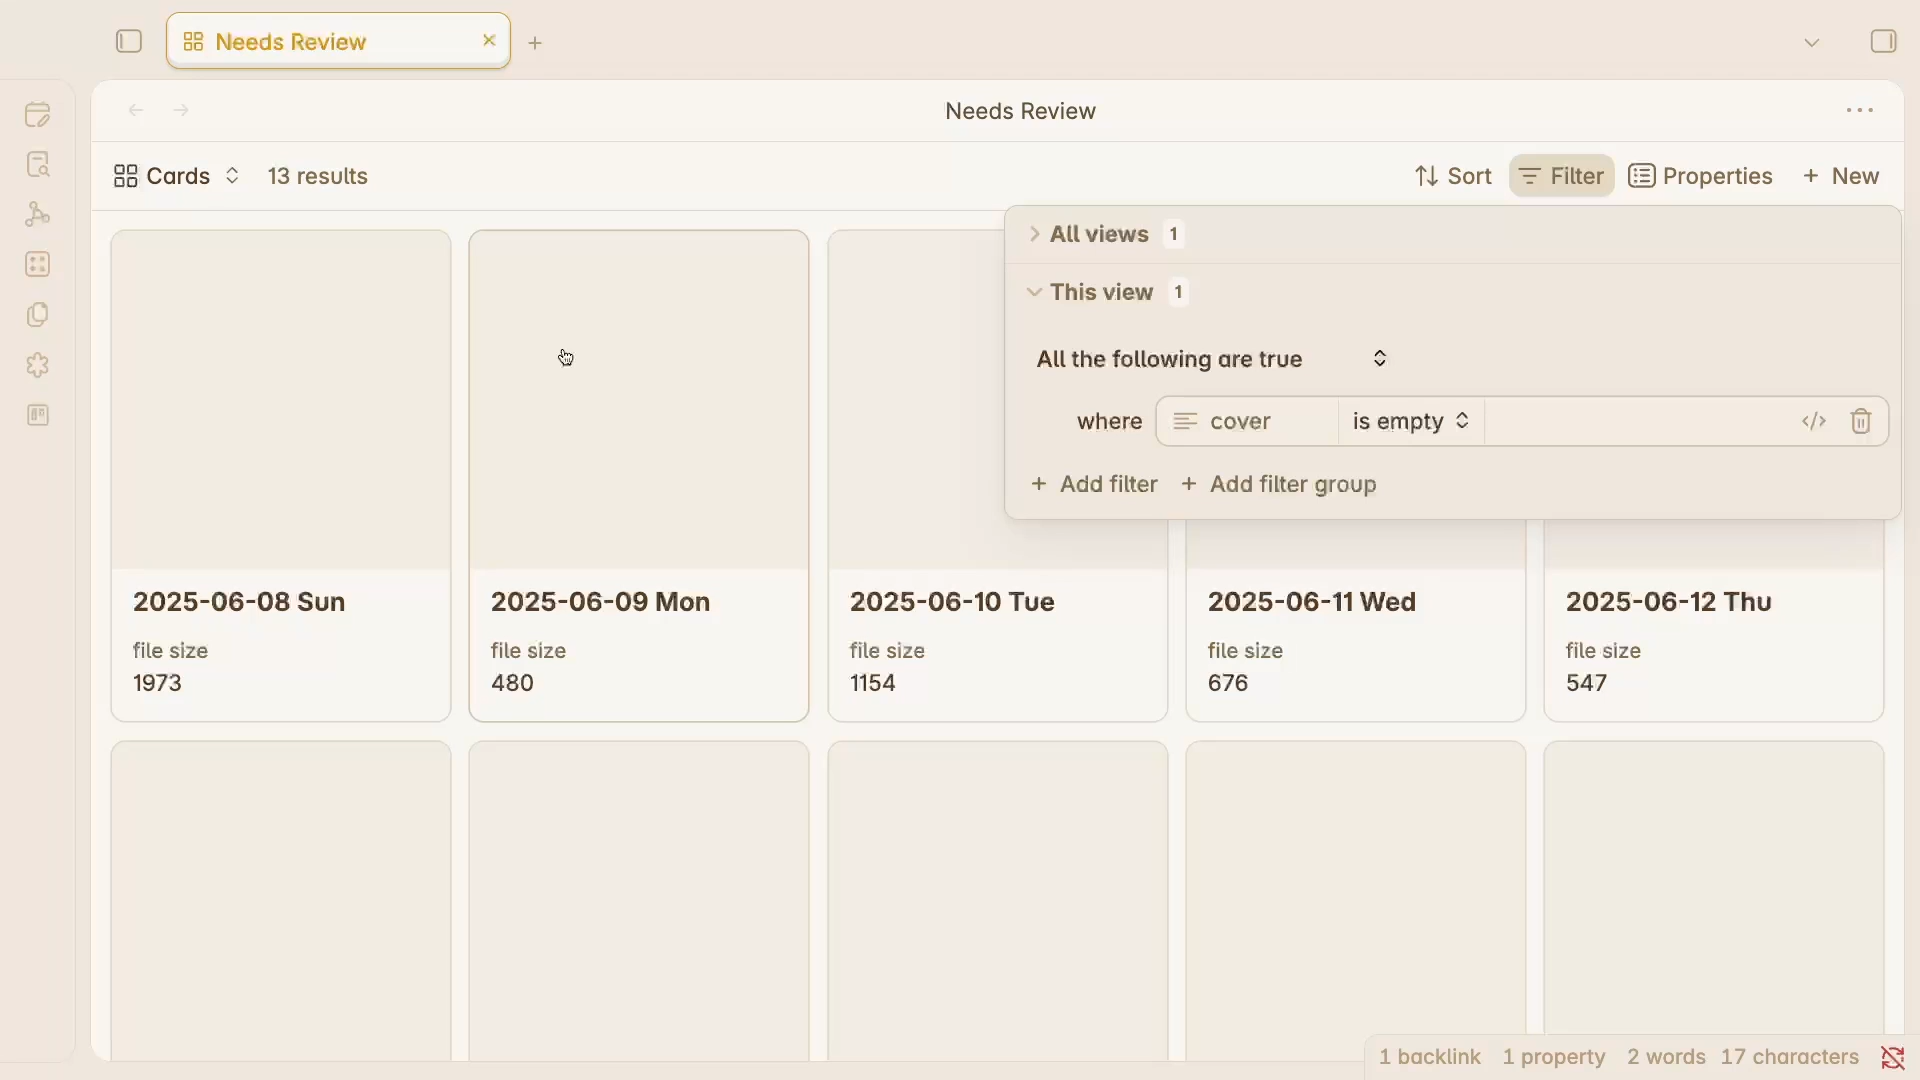 Needs Review
Needs Review
Cards 13 results Sort Filter Properties + New
All views 1
This view 1
All the following are true
where cover is empty
+ Add filter + Add filter group
2025-06-08 Sun
file size
1973
2025-06-09 Mon
file size
480
2025-06-10 Tue
file size
1154
2025-06-11 Wed
file size
676
2025-06-12 Thu
file size
547
1 backlink 1 property 2 words 17 characters